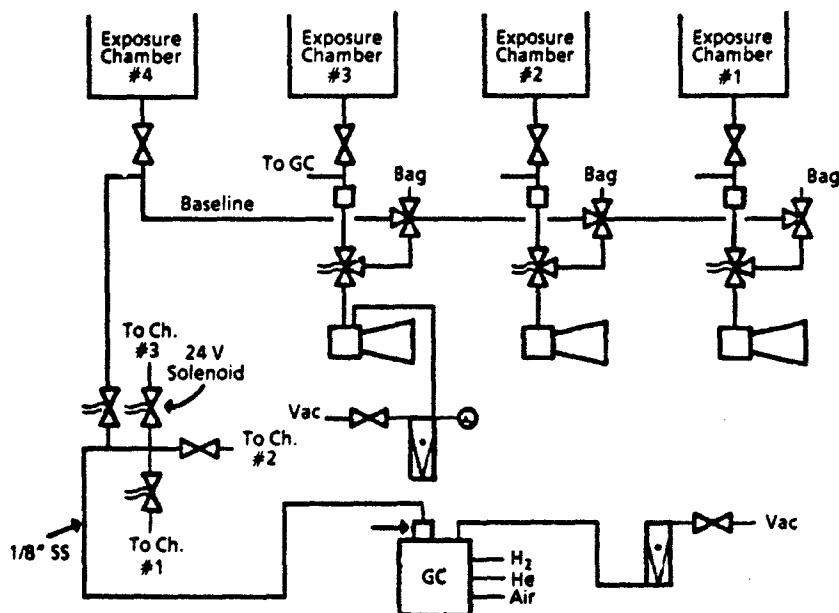 Exposure
Chamber
#4
Exposure
Chamber
#3
Exposure
Chamber
#2
Exposure
Chamber
#1
To GC
Bag
Bag
Bag
Baseline
To Ch.
#3
24 V
Solenoid
Vac
To Ch.
#2
To Ch.
#1
1/8" SS
GC
H₂
He
Air
Vac